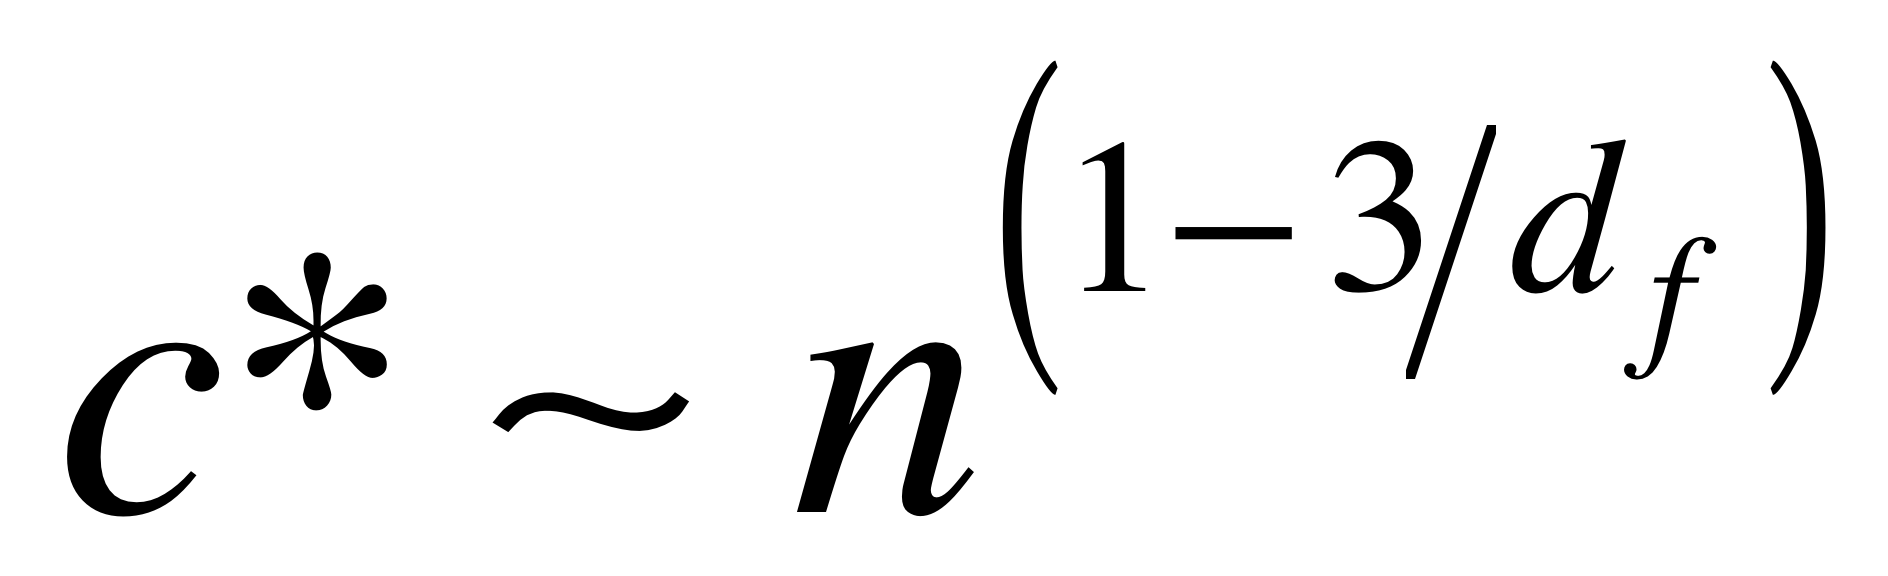 c* ~ n^(1−3/d_f)